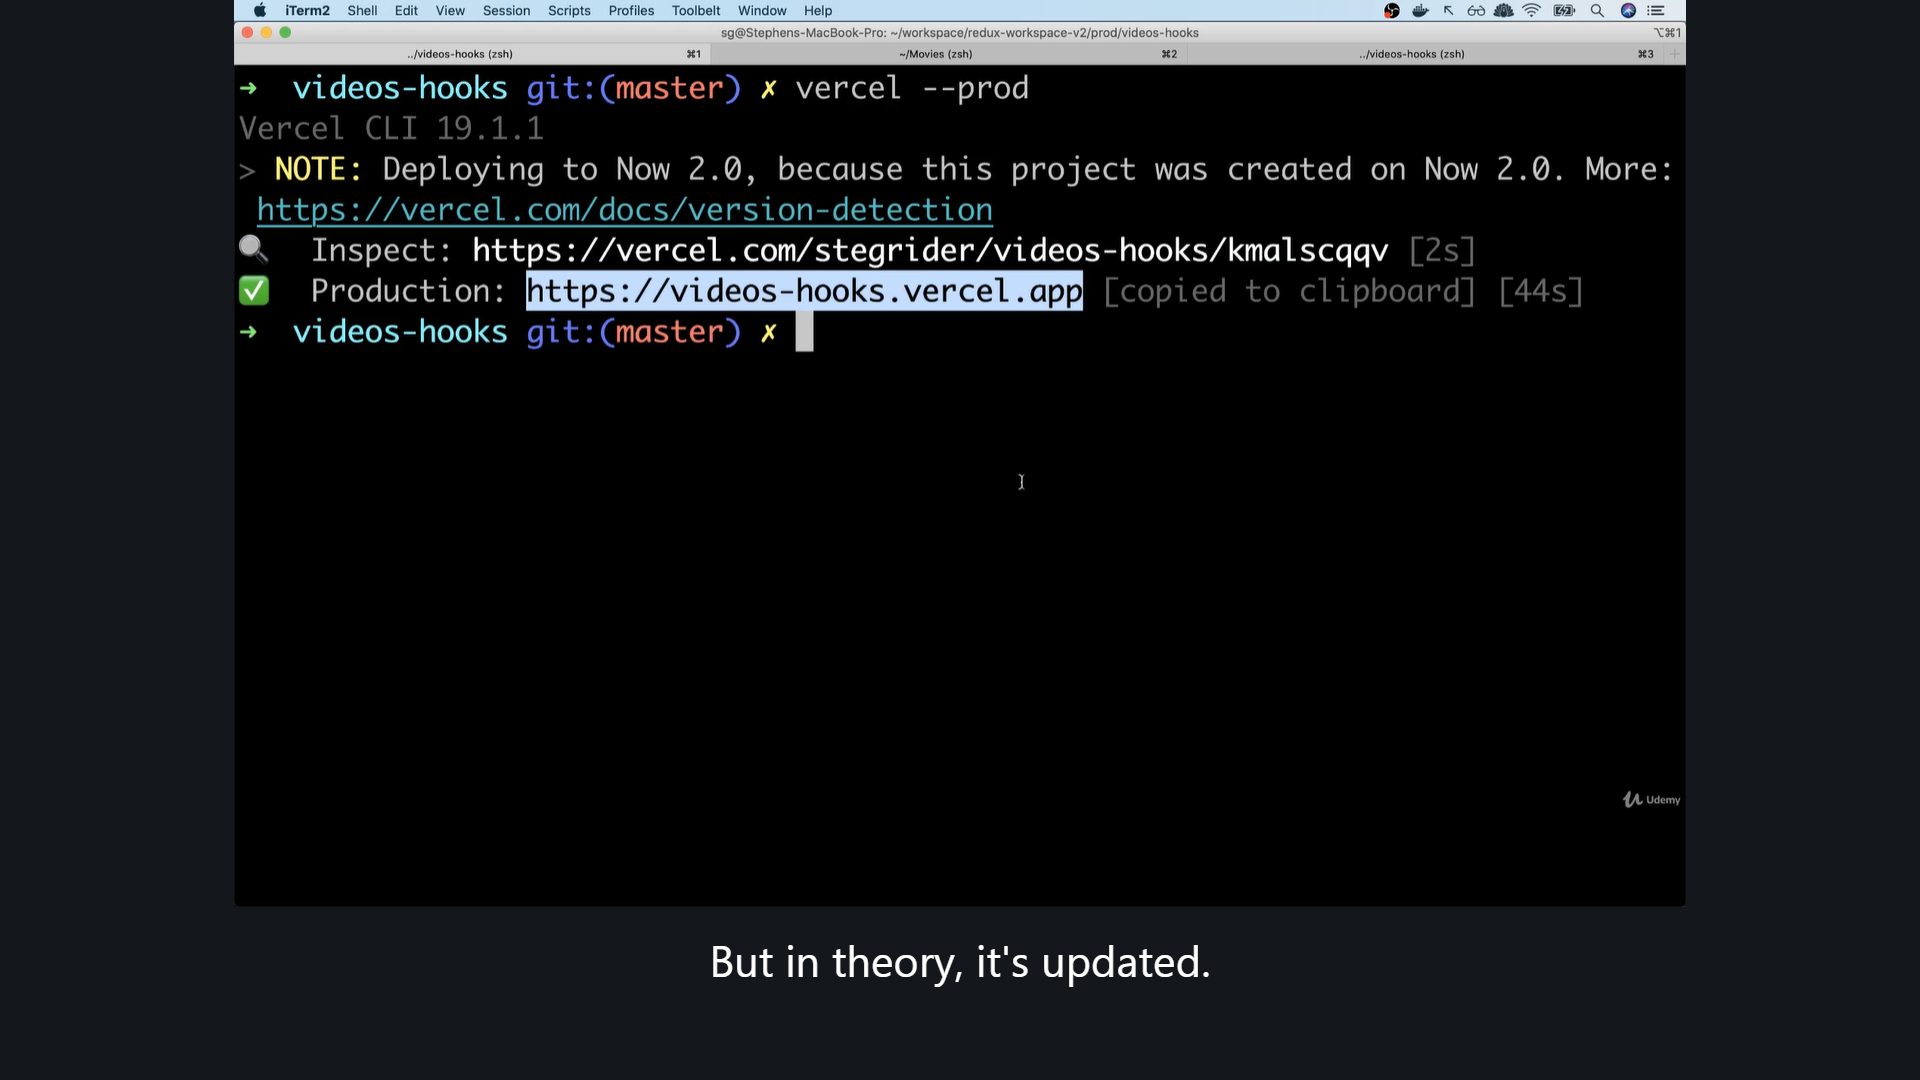 iTerm2 Shell Edit View Session Scripts Profiles Toolbelt Window Help
sg@Stephens-MacBook-Pro: ~/workspace/redux-workspace-v2/prod/videos-hooks ⌥⌘1
../videos-hooks (zsh) ⌘1 ~/Movies (zsh) ⌘2 ../videos-hooks (zsh) ⌘3 +
➜ videos-hooks git:(master) ✗ vercel --prod
Vercel CLI 19.1.1
> NOTE: Deploying to Now 2.0, because this project was created on Now 2.0. More:
https://vercel.com/docs/version-detection
🔍 Inspect: https://vercel.com/stegrider/videos-hooks/kmalscqqv [2s]
✅ Production: https://videos-hooks.vercel.app [copied to clipboard] [44s]
➜ videos-hooks git:(master) ✗
Udemy
But in theory, it's updated.